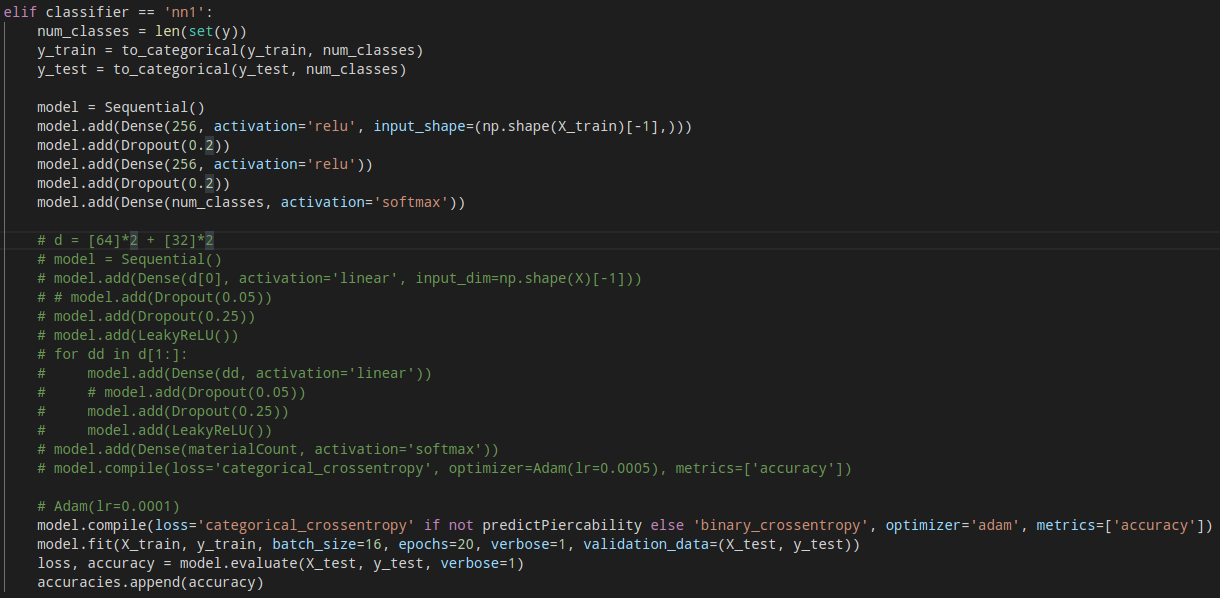 elif classifier == 'nn1':
    num_classes = len(set(y))
    y_train = to_categorical(y_train, num_classes)
    y_test = to_categorical(y_test, num_classes)

    model = Sequential()
    model.add(Dense(256, activation='relu', input_shape=(np.shape(X_train)[-1],)))
    model.add(Dropout(0.2))
    model.add(Dense(256, activation='relu'))
    model.add(Dropout(0.2))
    model.add(Dense(num_classes, activation='softmax'))

    # d = [64]*2 + [32]*2
    # model = Sequential()
    # model.add(Dense(d[0], activation='linear', input_dim=np.shape(X)[-1]))
    # # model.add(Dropout(0.05))
    # model.add(Dropout(0.25))
    # model.add(LeakyReLU())
    # for dd in d[1:]:
    #     model.add(Dense(dd, activation='linear'))
    #     # model.add(Dropout(0.05))
    #     model.add(Dropout(0.25))
    #     model.add(LeakyReLU())
    # model.add(Dense(materialCount, activation='softmax'))
    # model.compile(loss='categorical_crossentropy', optimizer=Adam(lr=0.0005), metrics=['accuracy'])

    # Adam(lr=0.0001)
    model.compile(loss='categorical_crossentropy' if not predictPiercability else 'binary_crossentropy', optimizer='adam', metrics=['accuracy'])
    model.fit(X_train, y_train, batch_size=16, epochs=20, verbose=1, validation_data=(X_test, y_test))
    loss, accuracy = model.evaluate(X_test, y_test, verbose=1)
    accuracies.append(accuracy)